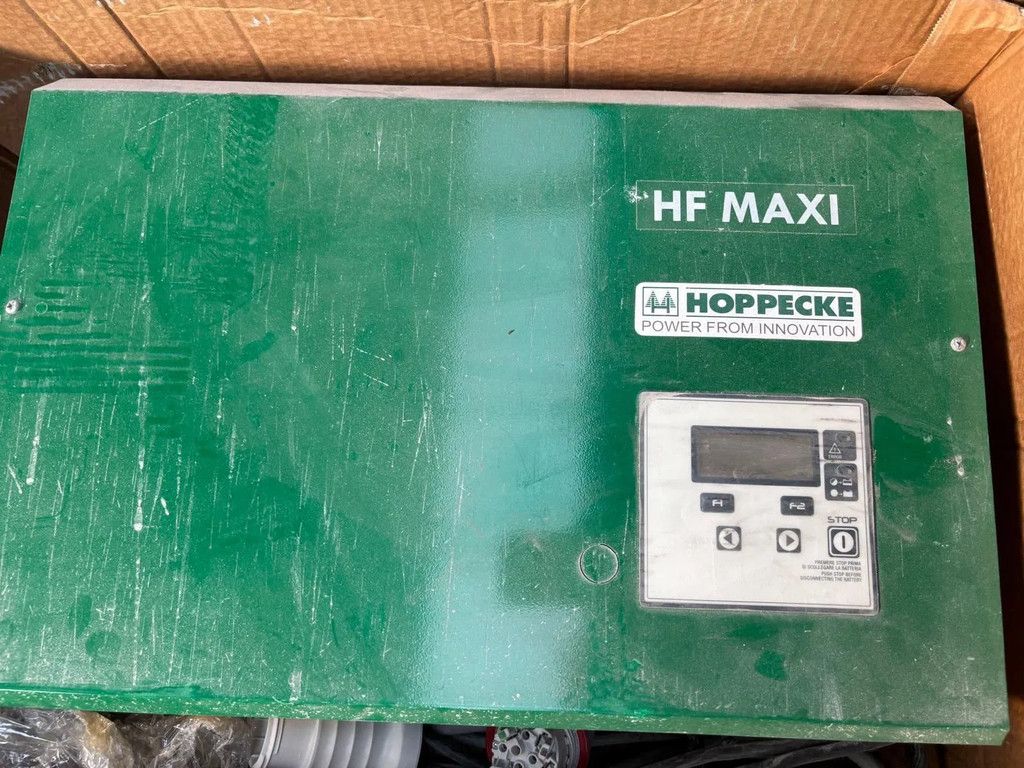 HF MAXI
HOPPECKE
POWER FROM INNOVATION
ERROR
F1
F2
STOP
PREMERE STOP PRIMA
DI SCOLLEGARE LA BATTERIA
PUSH STOP BEFORE
DISCONNECTING THE BATTERY